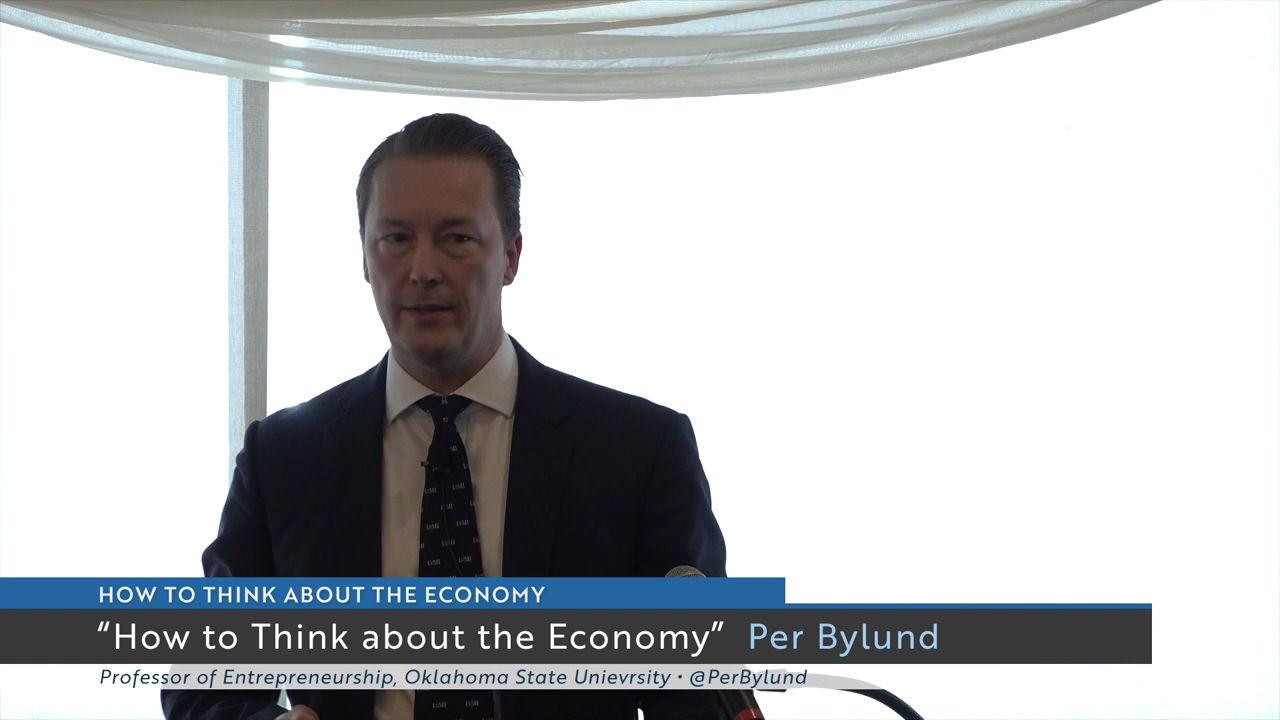 HOW TO THINK ABOUT THE ECONOMY
“How to Think about the Economy” Per Bylund
Professor of Entrepreneurship, Oklahoma State Unievrsity • @PerBylund